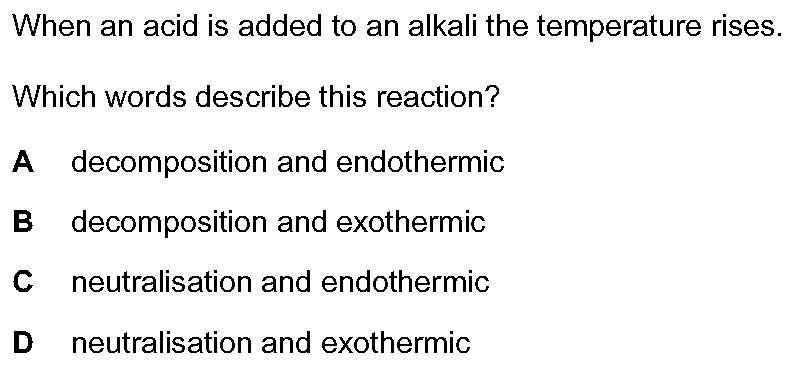 When an acid is added to an alkali the temperature rises.
Which words describe this reaction?
A decomposition and endothermic
B decomposition and exothermic
C neutralisation and endothermic
D neutralisation and exothermic